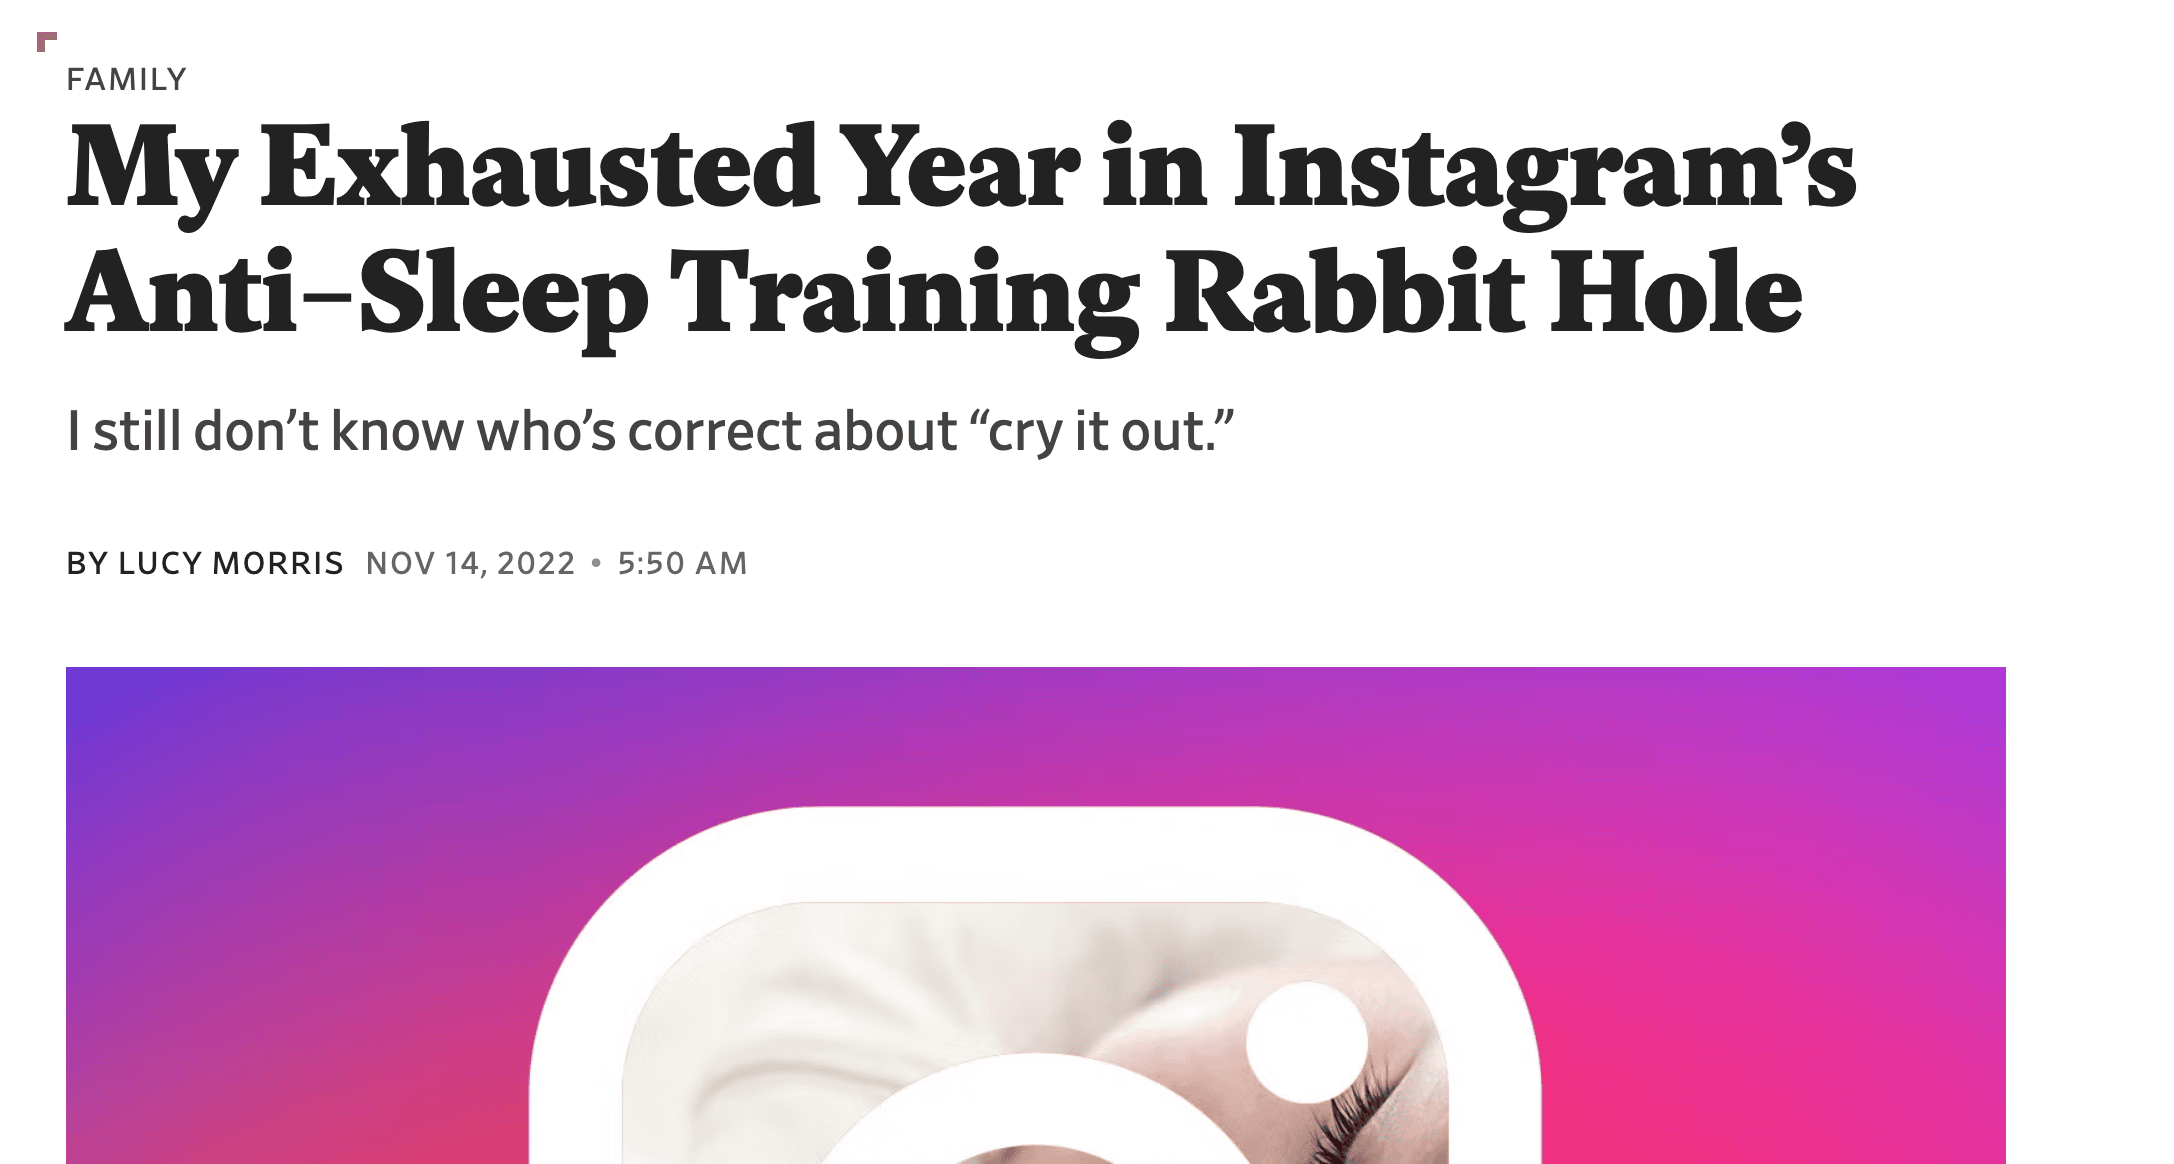 FAMILY
My Exhausted Year in Instagram’s
Anti–Sleep Training Rabbit Hole
I still don’t know who’s correct about “cry it out.”
BY LUCY MORRIS NOV 14, 2022 • 5:50 AM